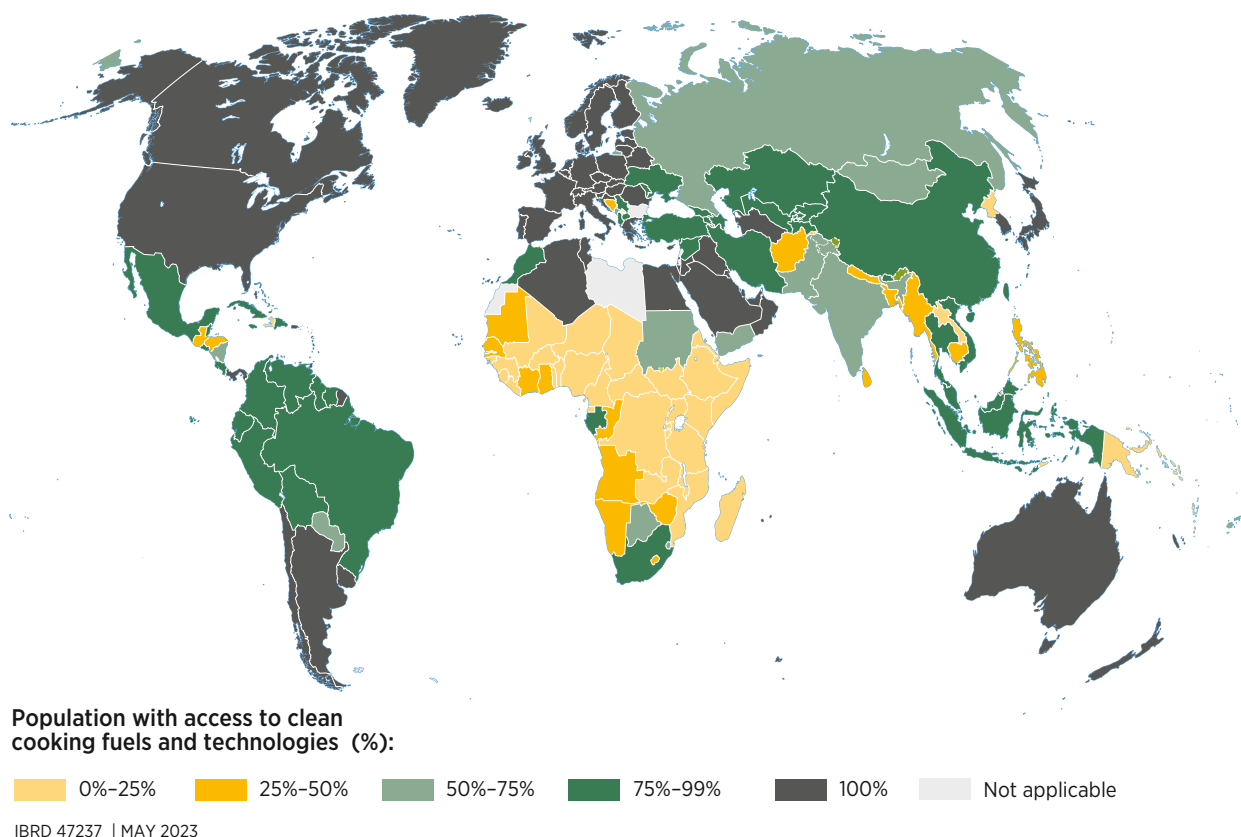 Population with access to clean
cooking fuels and technologies (%):
0%–25% 25%–50% 50%–75% 75%–99% 100% Not applicable
IBRD 47237 | MAY 2023